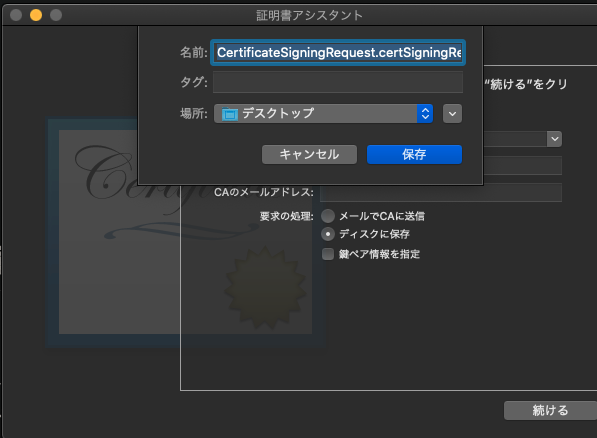 証明書アシスタント
名前: CertificateSigningRequest.certSigningRe
タグ:
場所: デスクトップ
キャンセル 保存
"続ける"をクリ
CAのメールアドレス:
要求の処理: メールでCAに送信
ディスクに保存
鍵ペア情報を指定
続ける